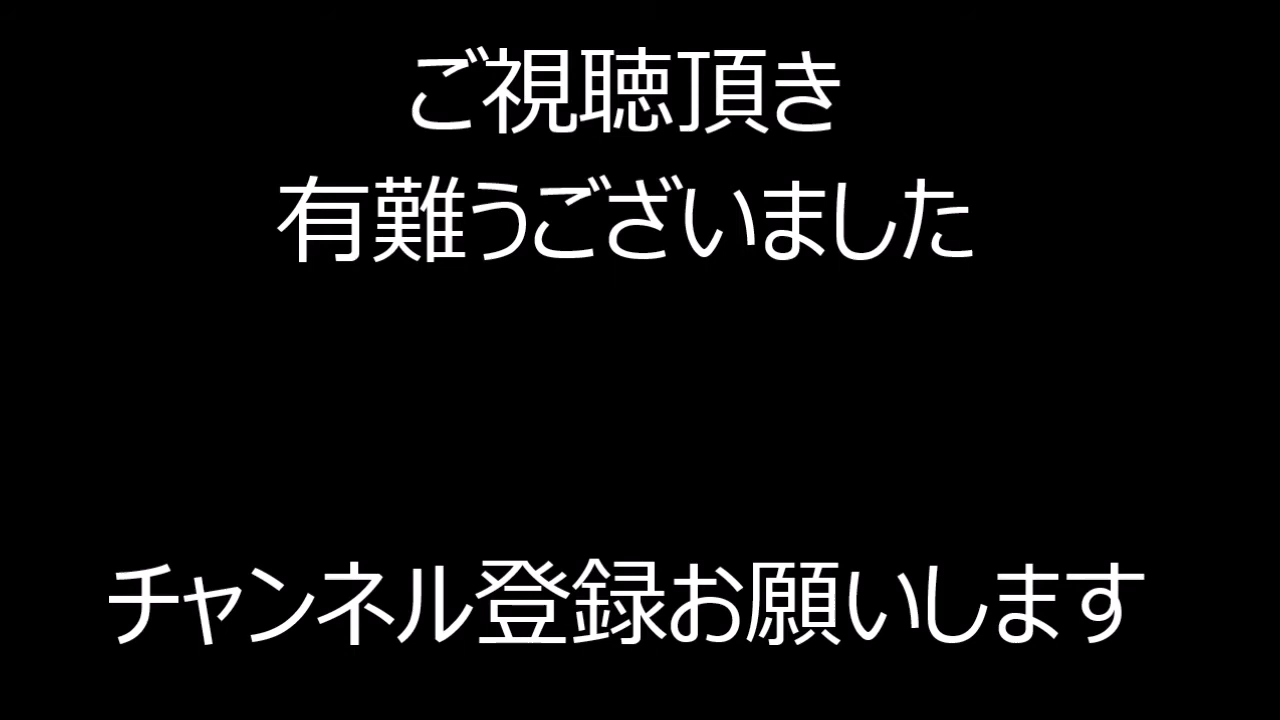 ご視聴頂き
有難うございました
チャンネル登録お願いします